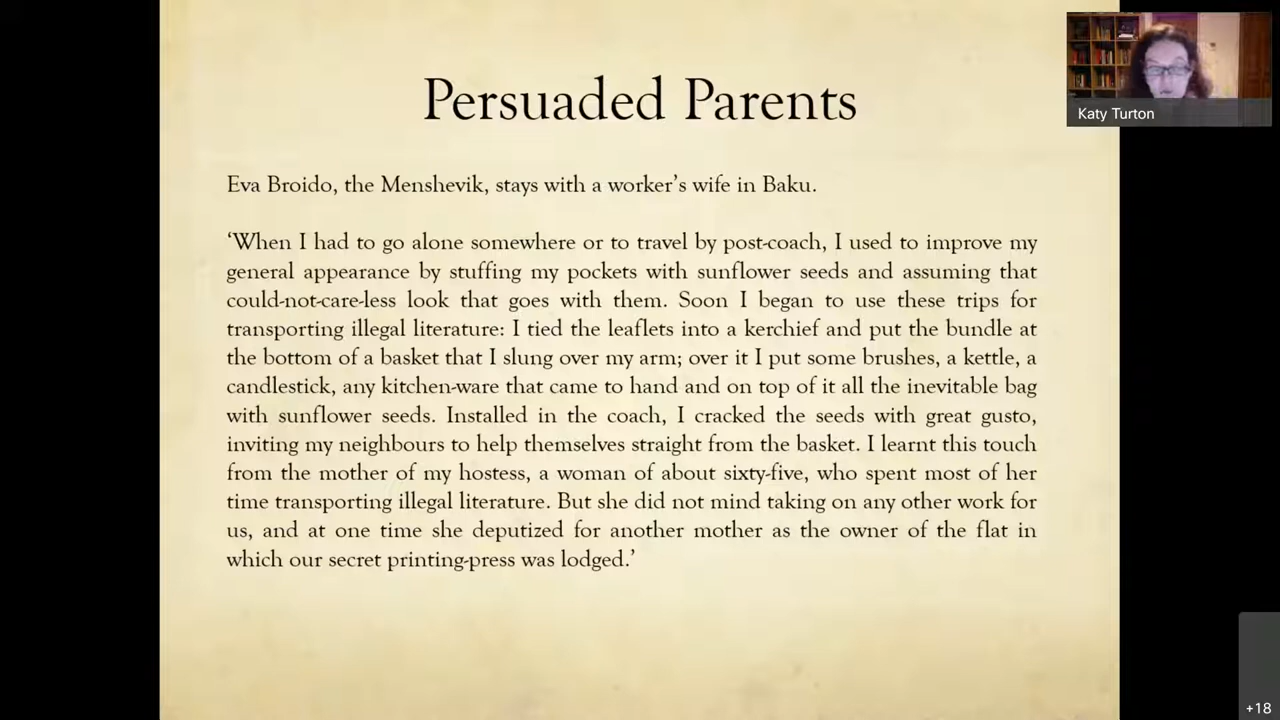 Persuaded Parents
Katy Turton
Eva Broido, the Menshevik, stays with a worker’s wife in Baku.
‘When I had to go alone somewhere or to travel by post-coach, I used to improve my
general appearance by stuffing my pockets with sunflower seeds and assuming that
could-not-care-less look that goes with them. Soon I began to use these trips for
transporting illegal literature: I tied the leaflets into a kerchief and put the bundle at
the bottom of a basket that I slung over my arm; over it I put some brushes, a kettle, a
candlestick, any kitchen-ware that came to hand and on top of it all the inevitable bag
with sunflower seeds. Installed in the coach, I cracked the seeds with great gusto,
inviting my neighbours to help themselves straight from the basket. I learnt this touch
from the mother of my hostess, a woman of about sixty-five, who spent most of her
time transporting illegal literature. But she did not mind taking on any other work for
us, and at one time she deputized for another mother as the owner of the flat in
which our secret printing-press was lodged.’
+18